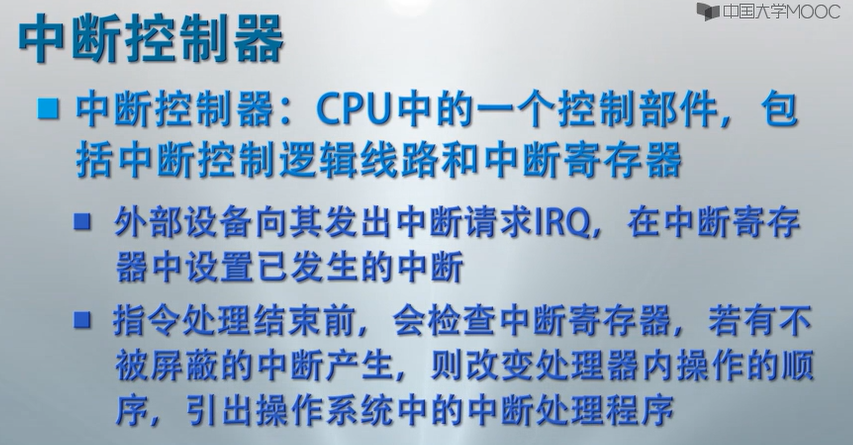 中国大学MOOC
中断控制器
中断控制器：CPU中的一个控制部件，包
括中断控制逻辑线路和中断寄存器
外部设备向其发出中断请求IRQ，在中断寄存
器中设置已发生的中断
指令处理结束前，会检查中断寄存器，若有不
被屏蔽的中断产生，则改变处理器内操作的顺
序，引出操作系统中的中断处理程序